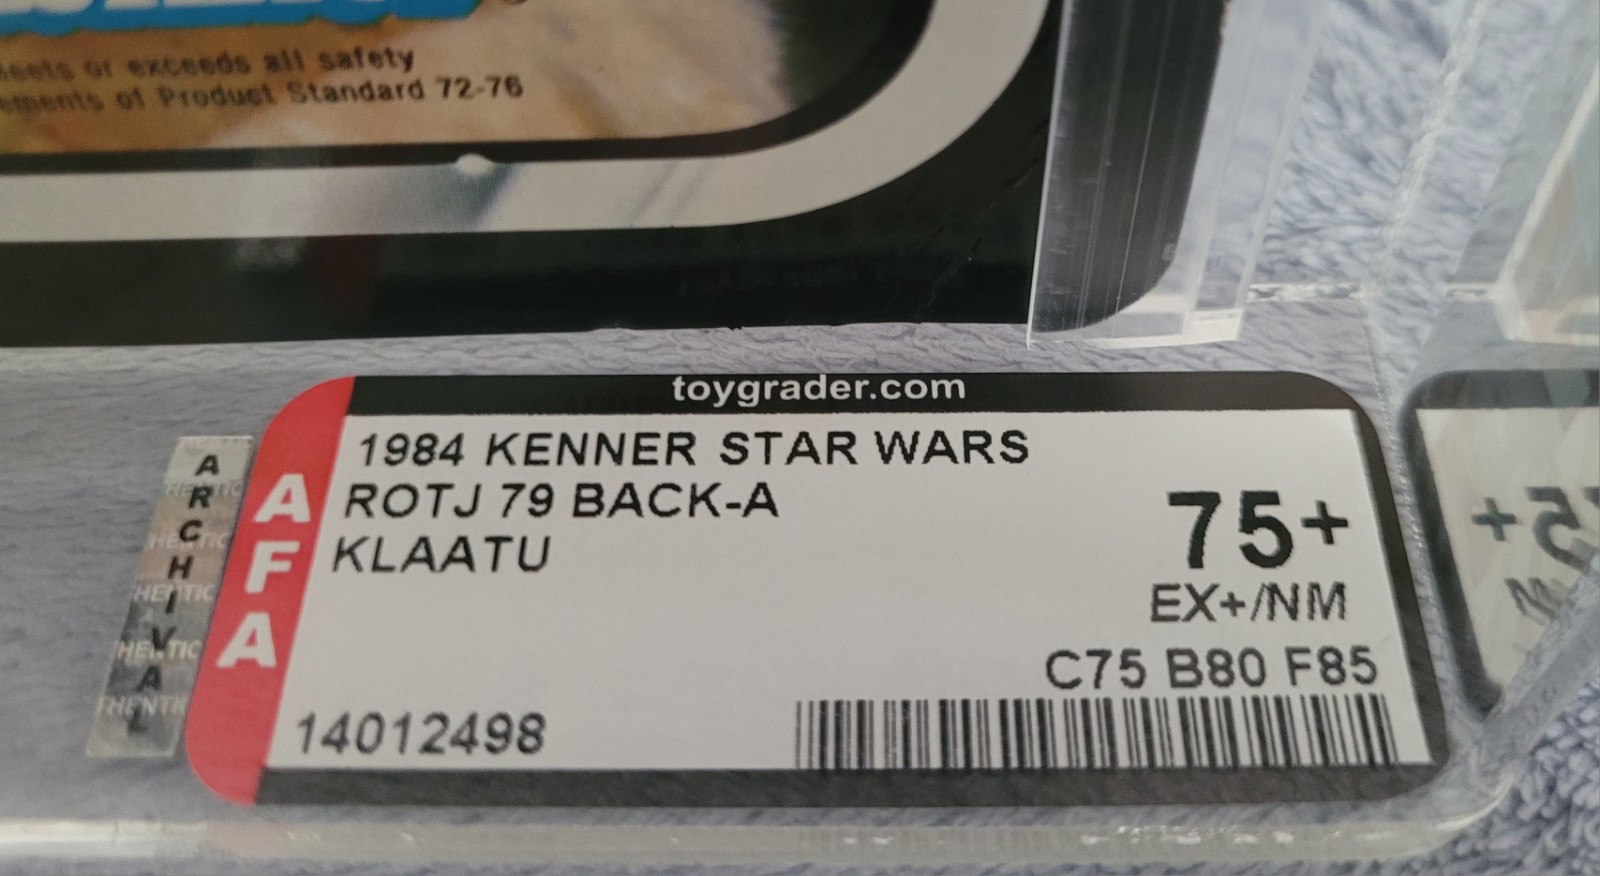 eets or exceeds all safety
ements of Product Standard 72-76
toygrader.com
ARCHIVAL
AFA
1984 KENNER STAR WARS
ROTJ 79 BACK-A
KLAATU
75+
EX+/NM
C75 B80 F85
14012498